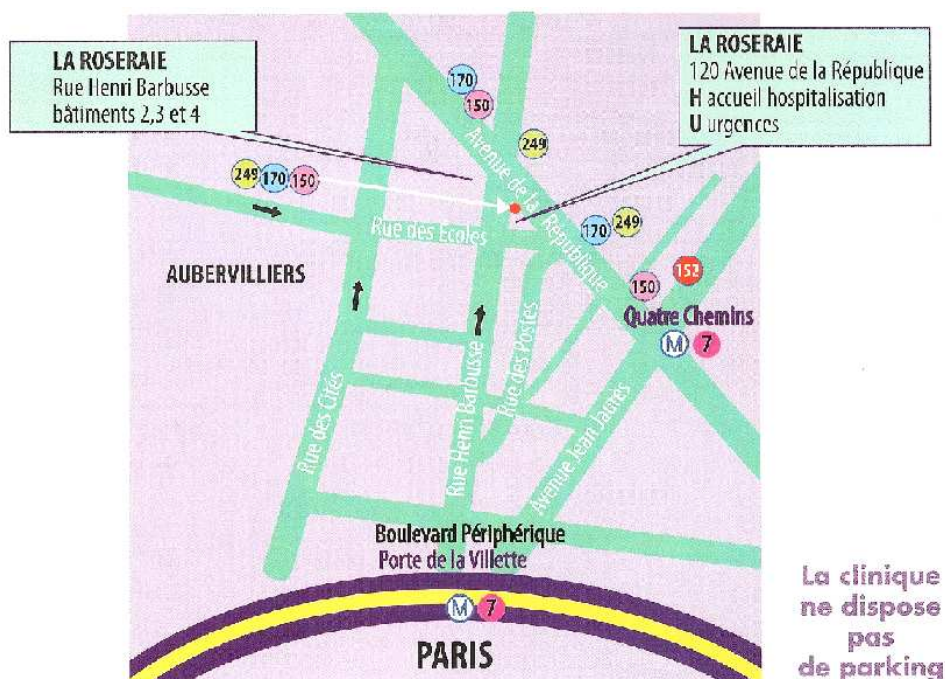 LA ROSERAIE
Rue Henri Barbusse
bâtiments 2,3 et 4
LA ROSERAIE
120 Avenue de la République
H accueil hospitalisation
U urgences
170
150
249
Avenue de la République
249 170 150
Rue des Ecoles
170 249
AUBERVILLIERS
150
152
Quatre Chemins
M 7
Rue des Cités
Rue Henri Barbusse
Rue des Postes
Avenue Jean Jaurès
Boulevard Périphérique
Porte de la Villette
M 7
PARIS
La clinique
ne dispose
pas
de parking